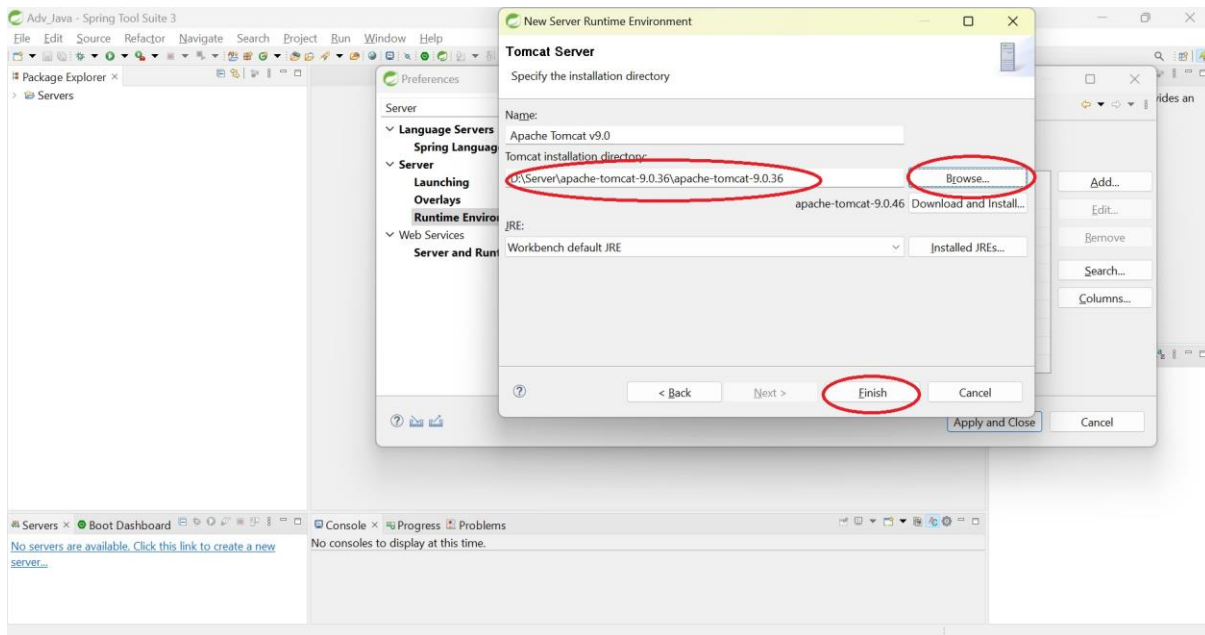 Adv_Java - Spring Tool Suite 3
File Edit Source Refactor Navigate Search Project Run Window Help
Package Explorer
Servers
Preferences
Server
Language Servers
Spring Languag
Server
Launching
Overlays
Runtime Enviro
Web Services
Server and Run
New Server Runtime Environment
Tomcat Server
Specify the installation directory
Name:
Apache Tomcat v9.0
Tomcat installation directory:
D:\Server\apache-tomcat-9.0.36\apache-tomcat-9.0.36
Browse...
apache-tomcat-9.0.46 Download and Install...
JRE:
Workbench default JRE
Installed JREs...
< Back Next > Finish Cancel
vides an
Add...
Edit...
Remove
Search...
Columns...
Apply and Close Cancel
Servers Boot Dashboard
No servers are available. Click this link to create a new
server...
Console Progress Problems
No consoles to display at this time.